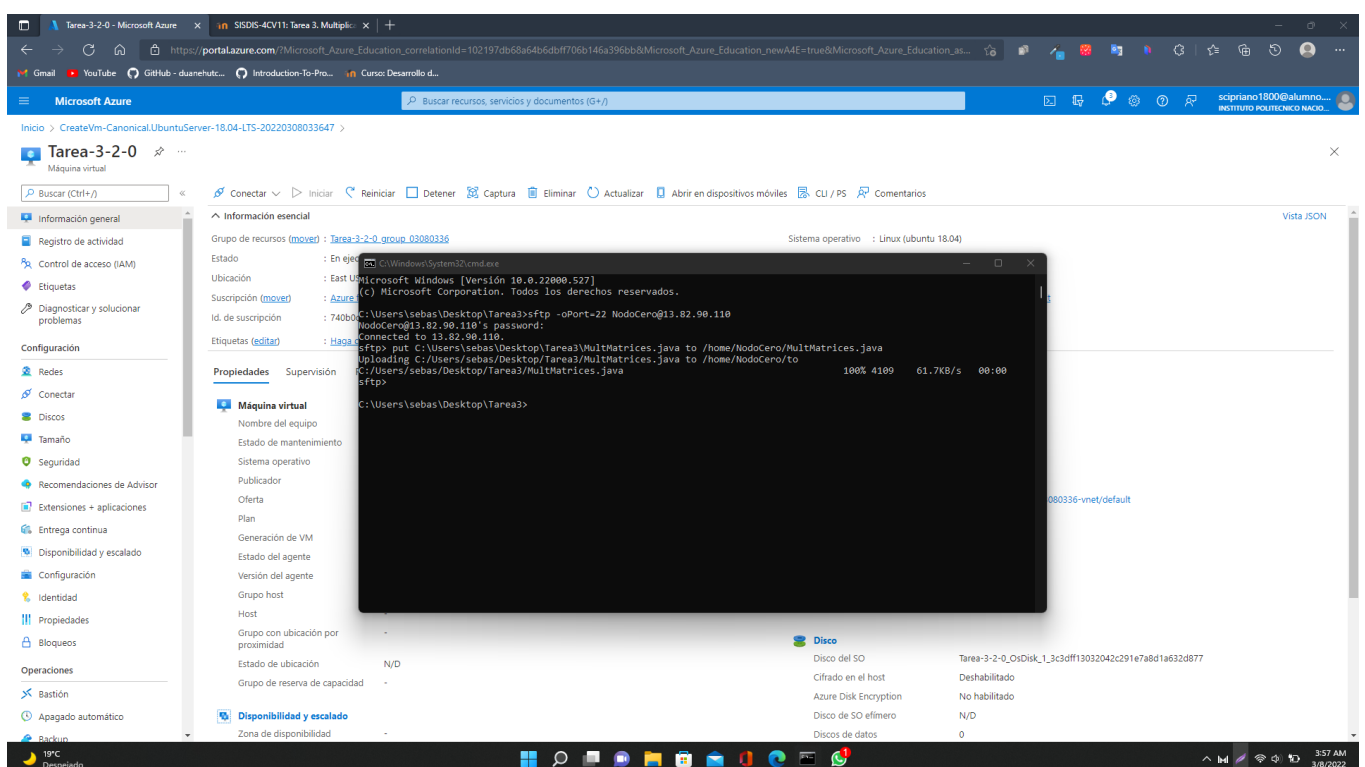 Tarea-3-2-0 - Microsoft Azure
SISDIS-4CV11: Tarea 3. Multiplic
https://portal.azure.com/?Microsoft_Azure_Education_correlationId=102197db68a64b6dbff706b146a396bb&Microsoft_Azure_Education_newA4E=true&Microsoft_Azure_Education_as...
Gmail YouTube GitHub - duanehutc... Introduction-To-Pro... Curso: Desarrollo d...
Microsoft Azure
Buscar recursos, servicios y documentos (G+/)
3
scipriano1800@alumno....
INSTITUTO POLITECNICO NACIO...
Inicio > CreateVm-Canonical.UbuntuServer-18.04-LTS-20220308033647 >
Tarea-3-2-0 ...
Máquina virtual
Buscar (Ctrl+/) «
Conectar Iniciar Reiniciar Detener Captura Eliminar Actualizar Abrir en dispositivos móviles CLI / PS Comentarios
Información general
Registro de actividad
Control de acceso (IAM)
Etiquetas
Diagnosticar y solucionar
problemas
Configuración
Redes
Conectar
Discos
Tamaño
Seguridad
Recomendaciones de Advisor
Extensiones + aplicaciones
Entrega continua
Disponibilidad y escalado
Configuración
Identidad
Propiedades
Bloqueos
Operaciones
Bastión
Apagado automático
Backup
Información esencial
Vista JSON
Grupo de recursos (mover) : Tarea-3-2-0_group_03080336
Sistema operativo : Linux (ubuntu 18.04)
Estado : En ejec
Ubicación : East US
Suscripción (mover) : Azure
Id. de suscripción : 740b0
Etiquetas (editar) : Haga c
Propiedades Supervisión
Máquina virtual
Nombre del equipo
Estado de mantenimiento
Sistema operativo
Publicador
Oferta
080336-vnet/default
Plan
Generación de VM
Estado del agente
Versión del agente
Grupo host
Host -
Grupo con ubicación por
proximidad -
Estado de ubicación N/D
Grupo de reserva de capacidad -
Disponibilidad y escalado
Zona de disponibilidad -
Disco
Disco del SO Tarea-3-2-0_OsDisk_1_3c3dff13032042c291e7a8d1a632d877
Cifrado en el host Deshabilitado
Azure Disk Encryption No habilitado
Disco de SO efímero N/D
Discos de datos 0
C:\Windows\System32\cmd.exe
Microsoft Windows [Versión 10.0.22000.527]
(c) Microsoft Corporation. Todos los derechos reservados.
C:\Users\sebas\Desktop\Tarea3>sftp -oPort=22 NodoCero@13.82.90.110
NodoCero@13.82.90.110's password:
Connected to 13.82.90.110.
sftp> put C:\Users\sebas\Desktop\Tarea3\MultMatrices.java to /home/NodoCero/MultMatrices.java
Uploading C:/Users/sebas/Desktop/Tarea3/MultMatrices.java to /home/NodoCero/to
C:/Users/sebas/Desktop/Tarea3/MultMatrices.java 100% 4109 61.7KB/s 00:00
sftp>
C:\Users\sebas\Desktop\Tarea3>
19°C
Despejado
1
3:57 AM
3/8/2022